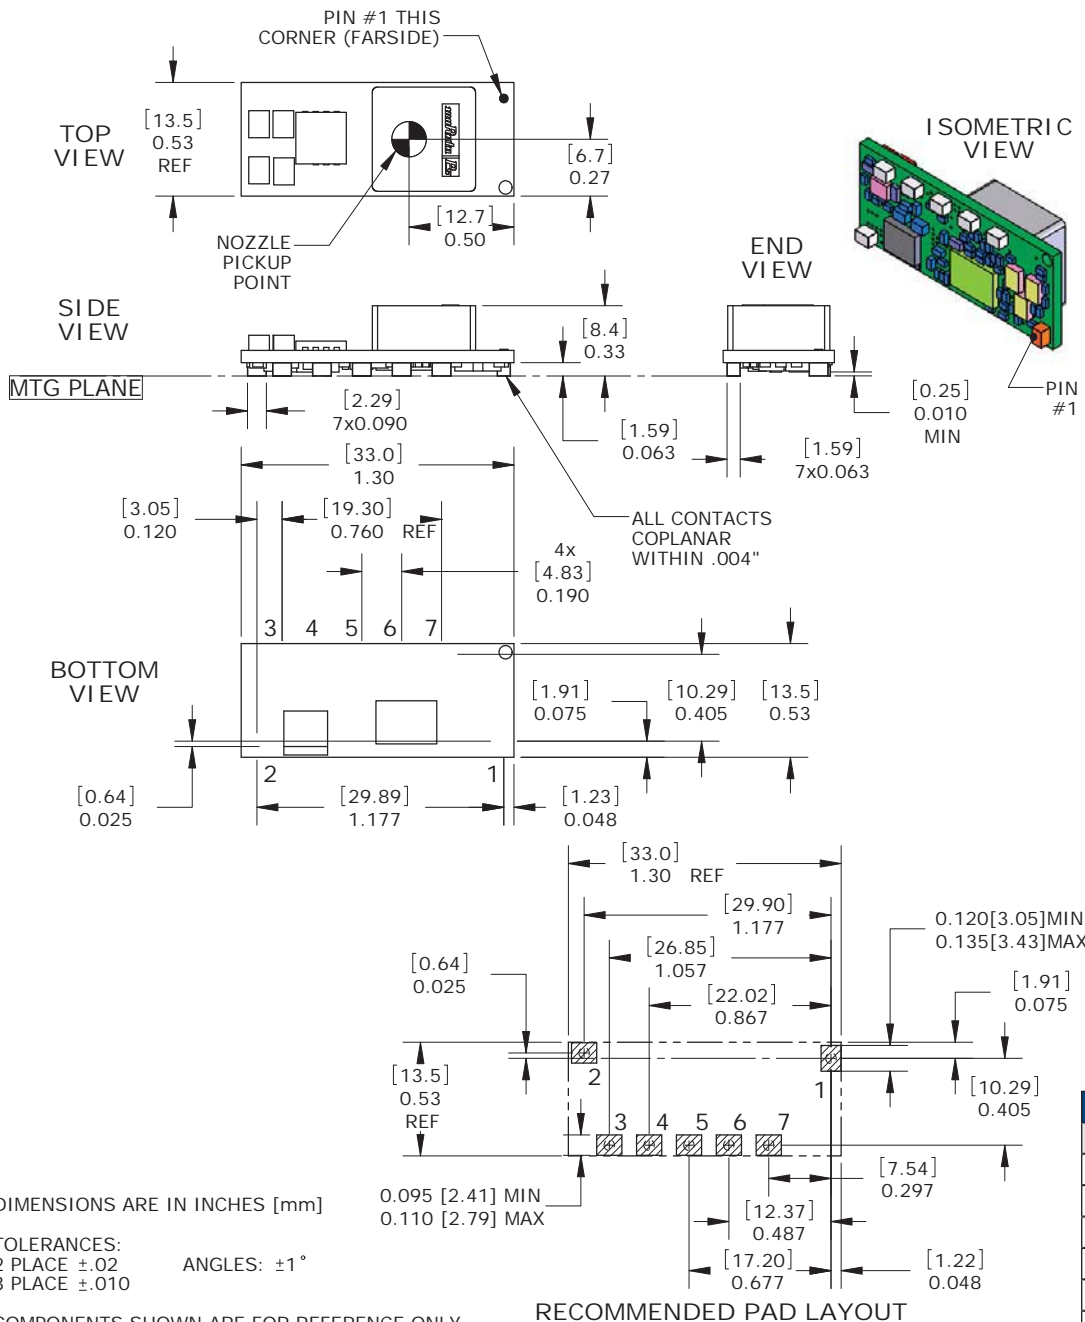 PIN #1 THIS
CORNER (FARSIDE)
TOP
VIEW
[13.5]
0.53
REF
muRata Ps
[6.7]
0.27
[12.7]
0.50
NOZZLE
PICKUP
POINT
ISOMETRIC
VIEW
PIN
#1
SIDE
VIEW
MTG PLANE
[8.4]
0.33
END
VIEW
[0.25]
0.010
MIN
[2.29]
7x0.090
[1.59]
0.063
[1.59]
7x0.063
[33.0]
1.30
[3.05]
0.120
[19.30]
0.760 REF
ALL CONTACTS
COPLANAR
WITHIN .004"
4x
[4.83]
0.190
3 4 5 6 7
BOTTOM
VIEW
[1.91]
0.075
[10.29]
0.405
[13.5]
0.53
2 1
[0.64]
0.025
[29.89]
1.177
[1.23]
0.048
[33.0]
1.30 REF
[29.90]
1.177
0.120[3.05]MIN
0.135[3.43]MAX
[26.85]
1.057
[0.64]
0.025
[22.02]
0.867
[1.91]
0.075
[13.5]
0.53
REF
2
1
[10.29]
0.405
3 4 5 6 7
[7.54]
0.297
0.095 [2.41] MIN
0.110 [2.79] MAX
[12.37]
0.487
[17.20]
0.677
[1.22]
0.048
DIMENSIONS ARE IN INCHES [mm]
TOLERANCES:
2 PLACE ±.02 ANGLES: ±1°
3 PLACE ±.010
COMPONENTS SHOWN ARE FOR REFERENCE ONLY
RECOMMENDED PAD LAYOUT